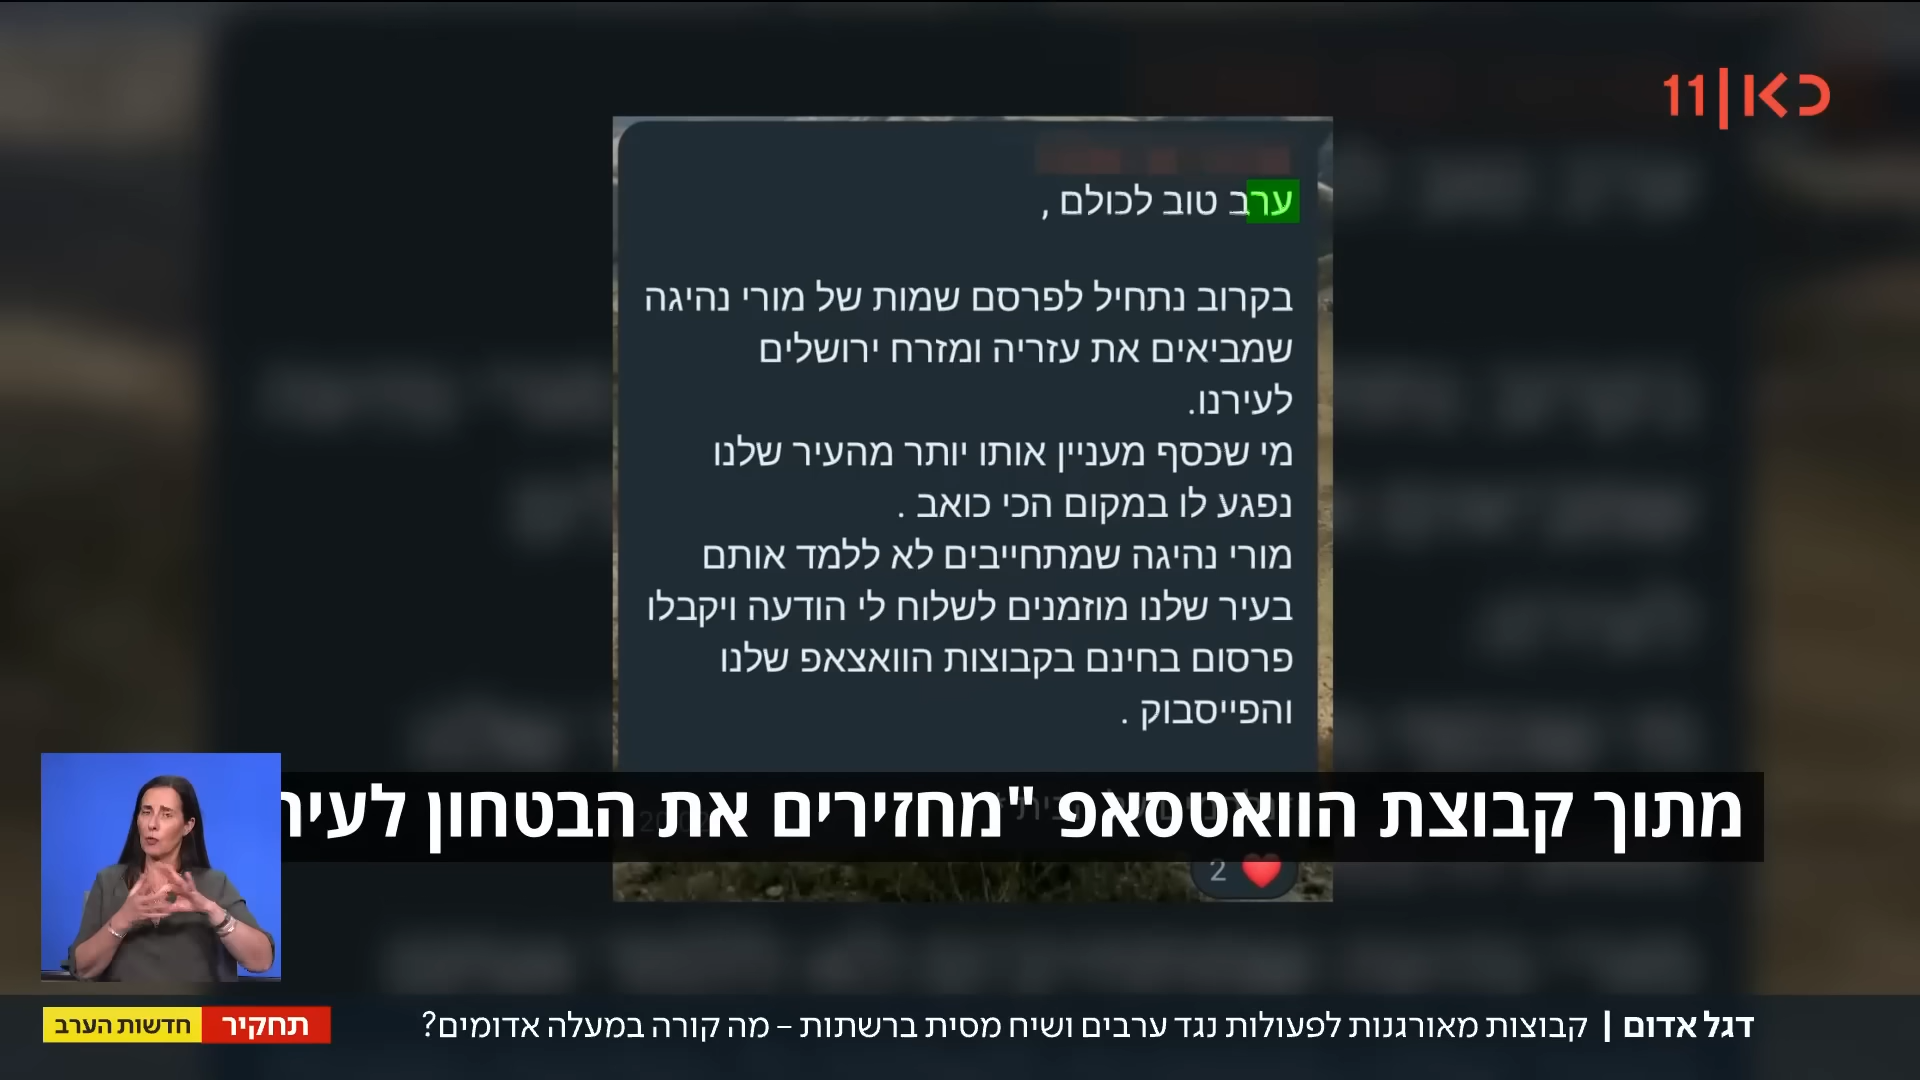 כאן|11
ערב טוב לכולם ,
בקרוב נתחיל לפרסם שמות של מורי נהיגה
שמביאים את עזריה ומזרח ירושלים
לעירנו.
מי שכסף מעניין אותו יותר מהעיר שלנו
נפגע לו במקום הכי כואב .
מורי נהיגה שמתחייבים לא ללמד אותם
בעיר שלנו מוזמנים לשלוח לי הודעה ויקבלו
פרסום בחינם בקבוצות הוואצאפ שלנו
והפייסבוק .
מתוך קבוצת הוואטסאפ "מחזירים את הבטחון לעיר
2
דגל אדום | קבוצות מאורגנות לפעולות נגד ערבים ושיח מסית ברשתות – מה קורה במעלה אדומים?
תחקיר
חדשות הערב